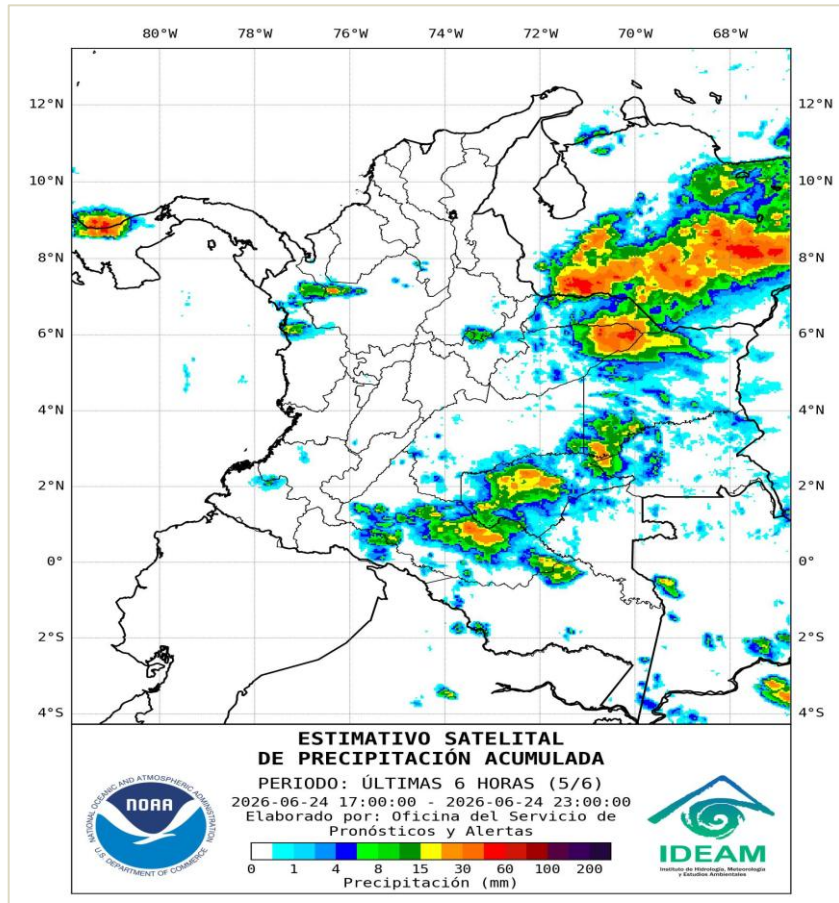 80°W 78°W 76°W 74°W 72°W 70°W 68°W
12°N 12°N
10°N 10°N
8°N 8°N
6°N 6°N
4°N 4°N
2°N 2°N
0° 0°
2°S 2°S
4°S 4°S
ESTIMATIVO SATELITAL
DE PRECIPITACIÓN ACUMULADA
PERIODO: ÚLTIMAS 6 HORAS (5/6)
2026-06-24 17:00:00 - 2026-06-24 23:00:00
Elaborado por: Oficina del Servicio de
Pronósticos y Alertas
0 1 4 8 15 30 60 100 200
Precipitación (mm)
NATIONAL OCEANIC AND ATMOSPHERIC ADMINISTRATION
NOAA
U.S. DEPARTMENT OF COMMERCE
IDEAM
Instituto de Hidrología, Meteorología
y Estudios Ambientales